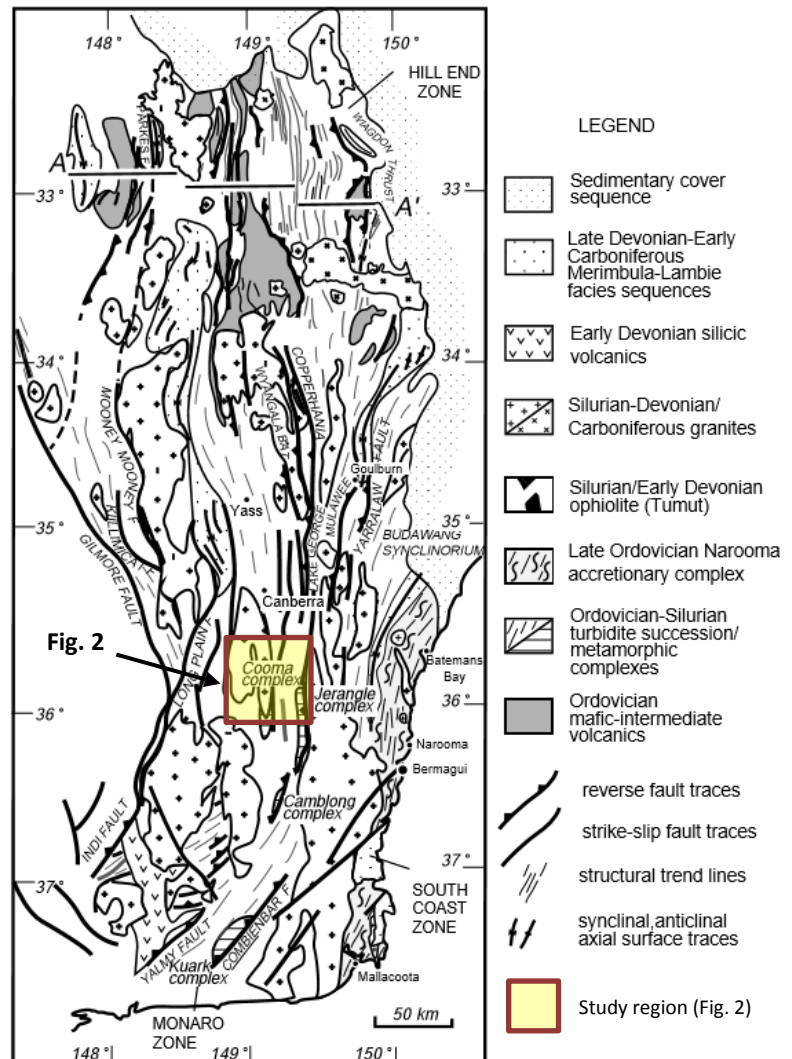 148°
149°
150°
HILL END
ZONE
PARKES F.
WIAGDON THRUST
A
A'
33°
33°
34°
34°
MOONEY MOONEY F.
WYANGALA BAT.
COPPERHANIA
FAULT
Goulburn
MULAWEE
YARRALAW
LAKE GEORGE
Yass
35°
35°
KILLIMICAT F.
GILMORE FAULT
BUDAWANG
SYNCLINORIUM
Canberra
Fig. 2
LONG PLAIN F.
Cooma
complex
Jerangle
complex
Batemans
Bay
36°
36°
Narooma
Bermagui
Camblong
complex
INDI FAULT
37°
37°
SOUTH
COAST
ZONE
YALMY FAULT
COMBIENBAR F.
Kuark
complex
Mallacoota
MONARO
ZONE
50 km
148°
149°
150°
LEGEND
Sedimentary cover
sequence
Late Devonian-Early
Carboniferous
Merimbula-Lambie
facies sequences
Early Devonian silicic
volcanics
Silurian-Devonian/
Carboniferous granites
Silurian/Early Devonian
ophiolite (Tumut)
Late Ordovician Narooma
accretionary complex
Ordovician-Silurian
turbidite succession/
metamorphic
complexes
Ordovician
mafic-intermediate
volcanics
reverse fault traces
strike-slip fault traces
structural trend lines
synclinal,anticlinal
axial surface traces
Study region (Fig. 2)